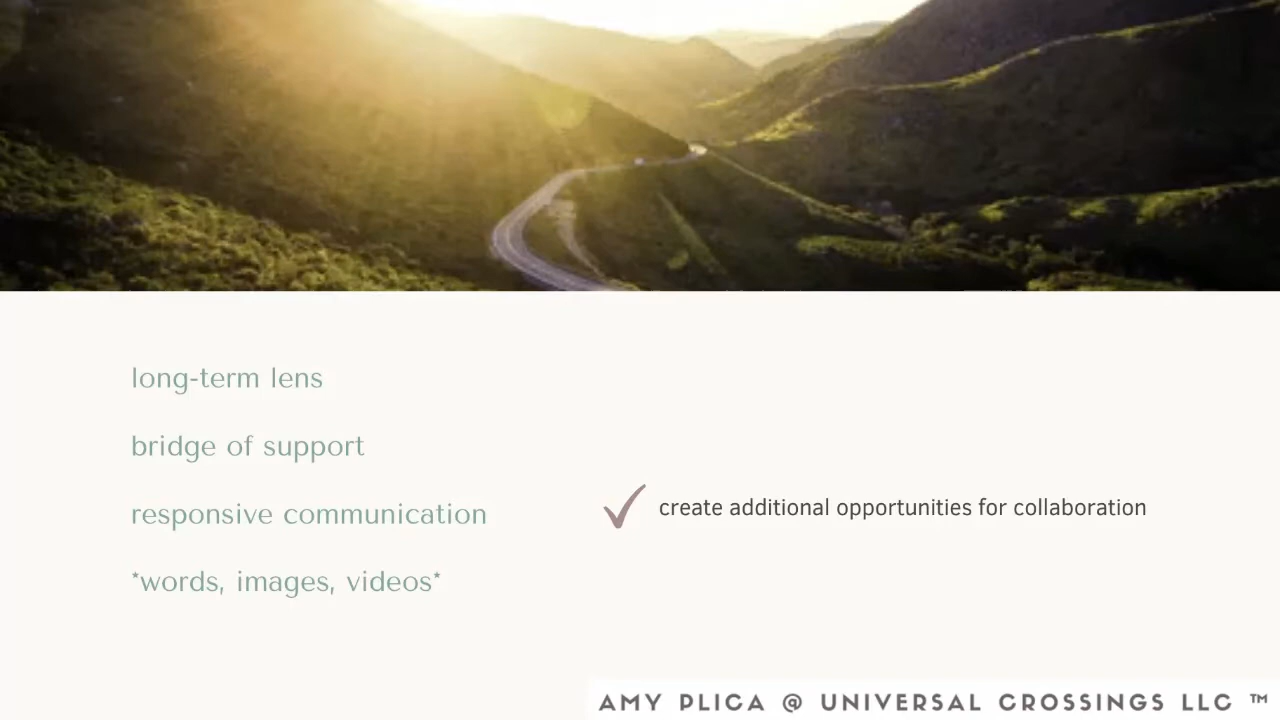 long-term lens
bridge of support
responsive communication
*words, images, videos*
create additional opportunities for collaboration
AMY PLICA @ UNIVERSAL CROSSINGS LLC ™